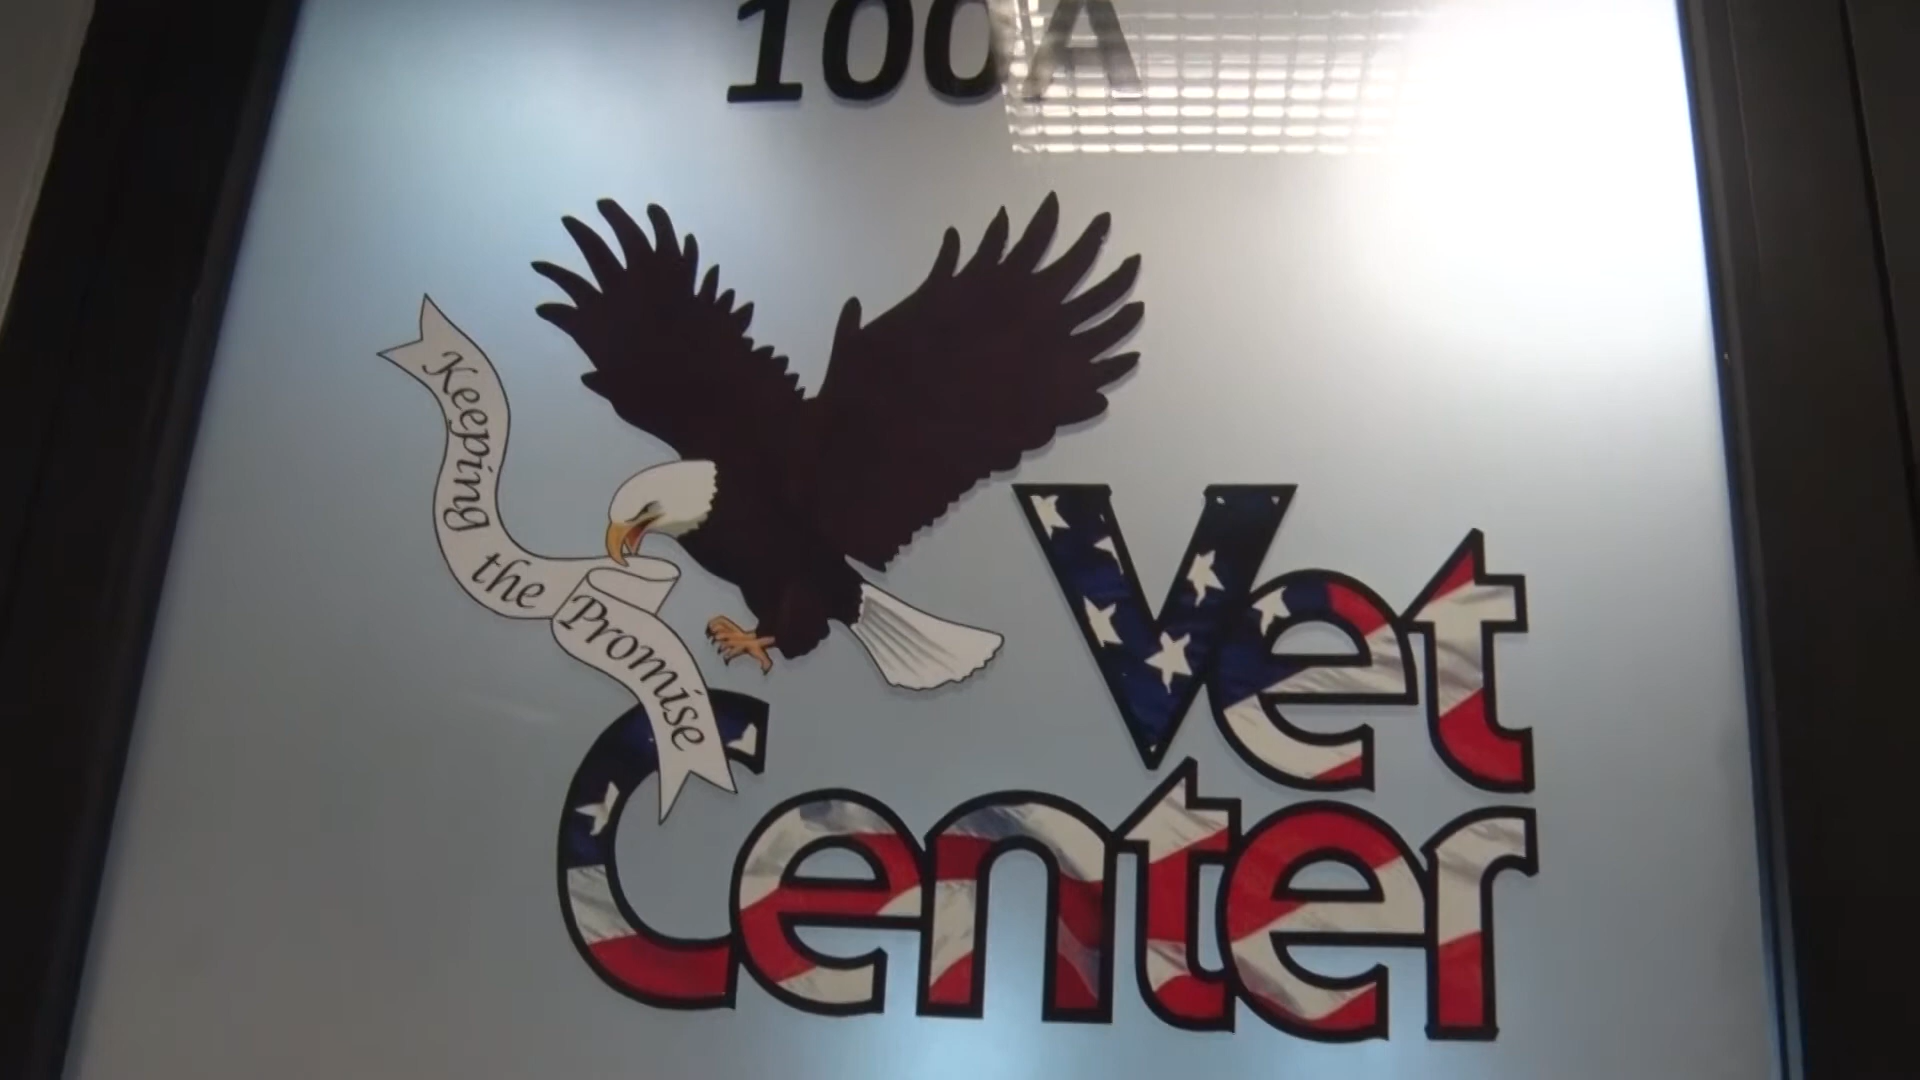 100A
Keeping the
Promise
Vet
Center